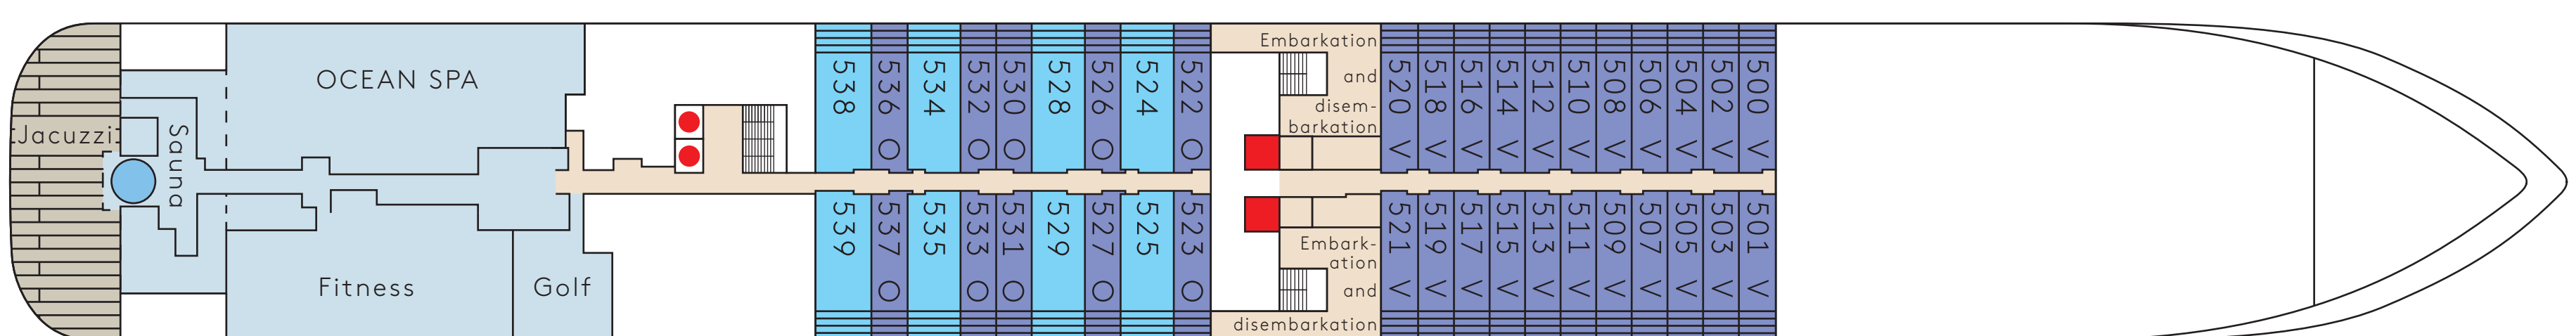 OCEAN SPA
Jacuzzi
Sauna
Fitness
Golf
538
536 O
534
532 O
530 O
528
526 O
524
522 O
Embarkation
and
disem-
barkation
520 V
518 V
516 V
514 V
512 V
510 V
508 V
506 V
504 V
502 V
500 V
539
537 O
535
533 O
531 O
529
527 O
525
523 O
Embark-
ation
and
disembarkation
521 V
519 V
517 V
515 V
513 V
511 V
509 V
507 V
505 V
503 V
501 V